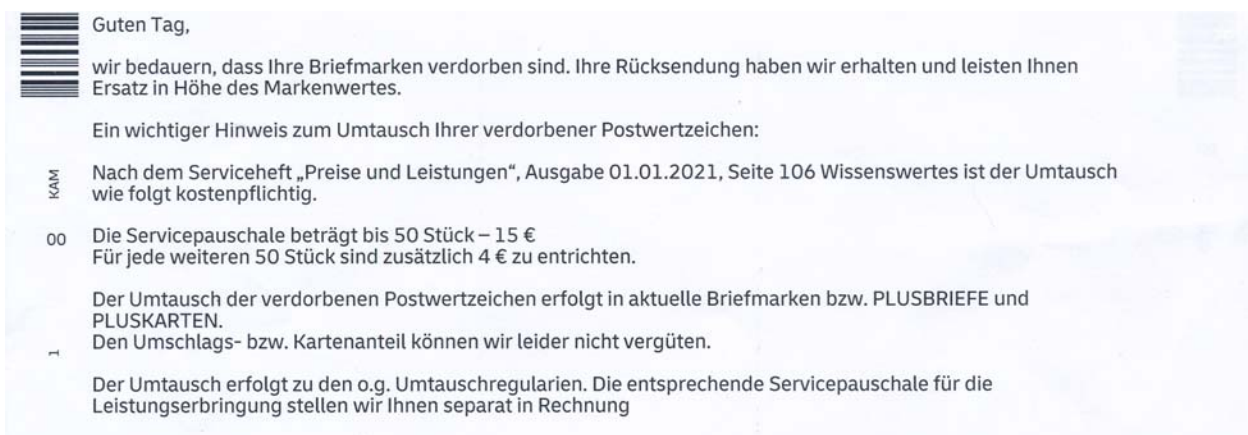 Guten Tag,
wir bedauern, dass Ihre Briefmarken verdorben sind. Ihre Rücksendung haben wir erhalten und leisten Ihnen
Ersatz in Höhe des Markenwertes.
Ein wichtiger Hinweis zum Umtausch Ihrer verdorbener Postwertzeichen:
KAM
Nach dem Serviceheft „Preise und Leistungen“, Ausgabe 01.01.2021, Seite 106 Wissenswertes ist der Umtausch
wie folgt kostenpflichtig.
00
Die Servicepauschale beträgt bis 50 Stück – 15 €
Für jede weiteren 50 Stück sind zusätzlich 4 € zu entrichten.
Der Umtausch der verdorbenen Postwertzeichen erfolgt in aktuelle Briefmarken bzw. PLUSBRIEFE und
PLUSKARTEN.
Den Umschlags- bzw. Kartenanteil können wir leider nicht vergüten.
1
Der Umtausch erfolgt zu den o.g. Umtauschregularien. Die entsprechende Servicepauschale für die
Leistungserbringung stellen wir Ihnen separat in Rechnung